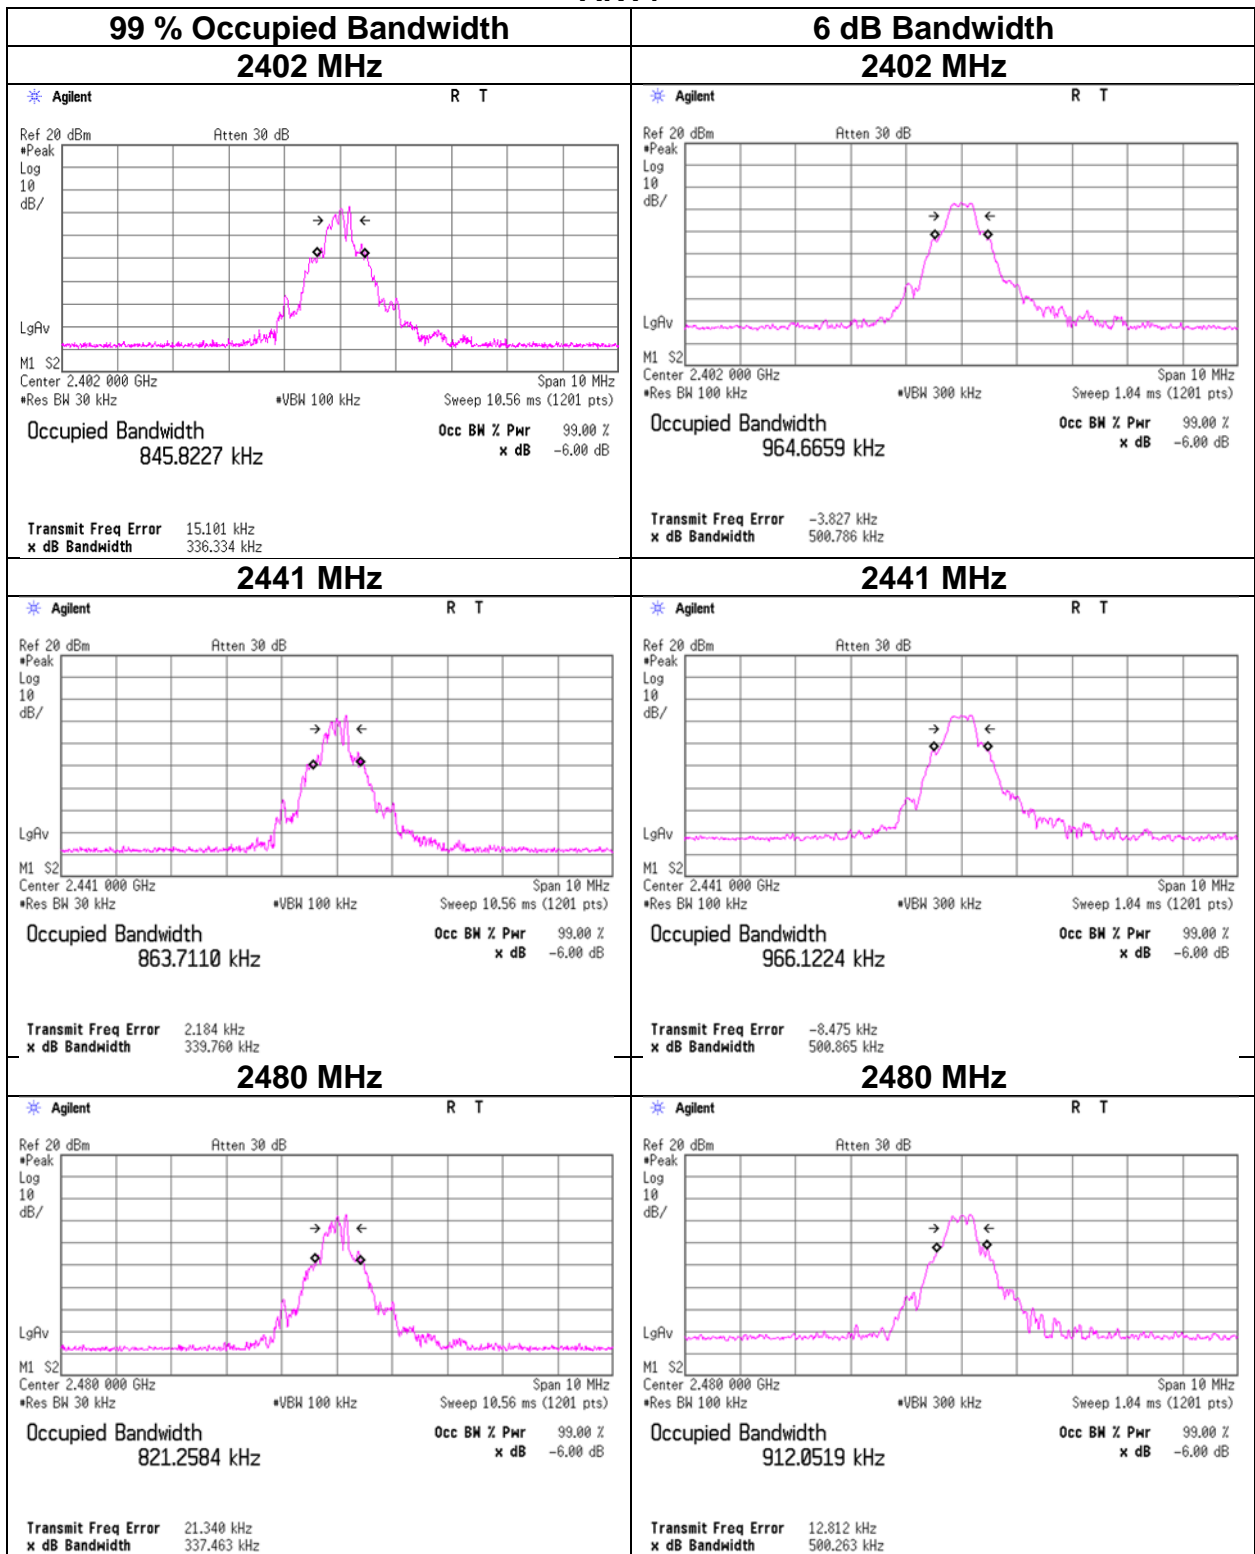 99 % Occupied Bandwidth
6 dB Bandwidth
2402 MHz
2402 MHz
Agilent R T
Ref 20 dBm Atten 30 dB
#Peak
Log
10
dB/
LgAv
M1 S2
Center 2.402 000 GHz Span 10 MHz
#Res BW 30 kHz #VBW 100 kHz Sweep 10.56 ms (1201 pts)
Occupied Bandwidth Occ BW % Pwr 99.00 %
845.8227 kHz x dB -6.00 dB
Transmit Freq Error 15.101 kHz
x dB Bandwidth 336.334 kHz
Agilent R T
Ref 20 dBm Atten 30 dB
#Peak
Log
10
dB/
LgAv
M1 S2
Center 2.402 000 GHz Span 10 MHz
#Res BW 100 kHz #VBW 300 kHz Sweep 1.04 ms (1201 pts)
Occupied Bandwidth Occ BW % Pwr 99.00 %
964.6659 kHz x dB -6.00 dB
Transmit Freq Error -3.827 kHz
x dB Bandwidth 500.786 kHz
2441 MHz
2441 MHz
Agilent R T
Ref 20 dBm Atten 30 dB
#Peak
Log
10
dB/
LgAv
M1 S2
Center 2.441 000 GHz Span 10 MHz
#Res BW 30 kHz #VBW 100 kHz Sweep 10.56 ms (1201 pts)
Occupied Bandwidth Occ BW % Pwr 99.00 %
863.7110 kHz x dB -6.00 dB
Transmit Freq Error 2.184 kHz
x dB Bandwidth 339.760 kHz
Agilent R T
Ref 20 dBm Atten 30 dB
#Peak
Log
10
dB/
LgAv
M1 S2
Center 2.441 000 GHz Span 10 MHz
#Res BW 100 kHz #VBW 300 kHz Sweep 1.04 ms (1201 pts)
Occupied Bandwidth Occ BW % Pwr 99.00 %
966.1224 kHz x dB -6.00 dB
Transmit Freq Error -8.475 kHz
x dB Bandwidth 500.865 kHz
2480 MHz
2480 MHz
Agilent R T
Ref 20 dBm Atten 30 dB
#Peak
Log
10
dB/
LgAv
M1 S2
Center 2.480 000 GHz Span 10 MHz
#Res BW 30 kHz #VBW 100 kHz Sweep 10.56 ms (1201 pts)
Occupied Bandwidth Occ BW % Pwr 99.00 %
821.2584 kHz x dB -6.00 dB
Transmit Freq Error 21.340 kHz
x dB Bandwidth 337.463 kHz
Agilent R T
Ref 20 dBm Atten 30 dB
#Peak
Log
10
dB/
LgAv
M1 S2
Center 2.480 000 GHz Span 10 MHz
#Res BW 100 kHz #VBW 300 kHz Sweep 1.04 ms (1201 pts)
Occupied Bandwidth Occ BW % Pwr 99.00 %
912.0519 kHz x dB -6.00 dB
Transmit Freq Error 12.812 kHz
x dB Bandwidth 500.263 kHz